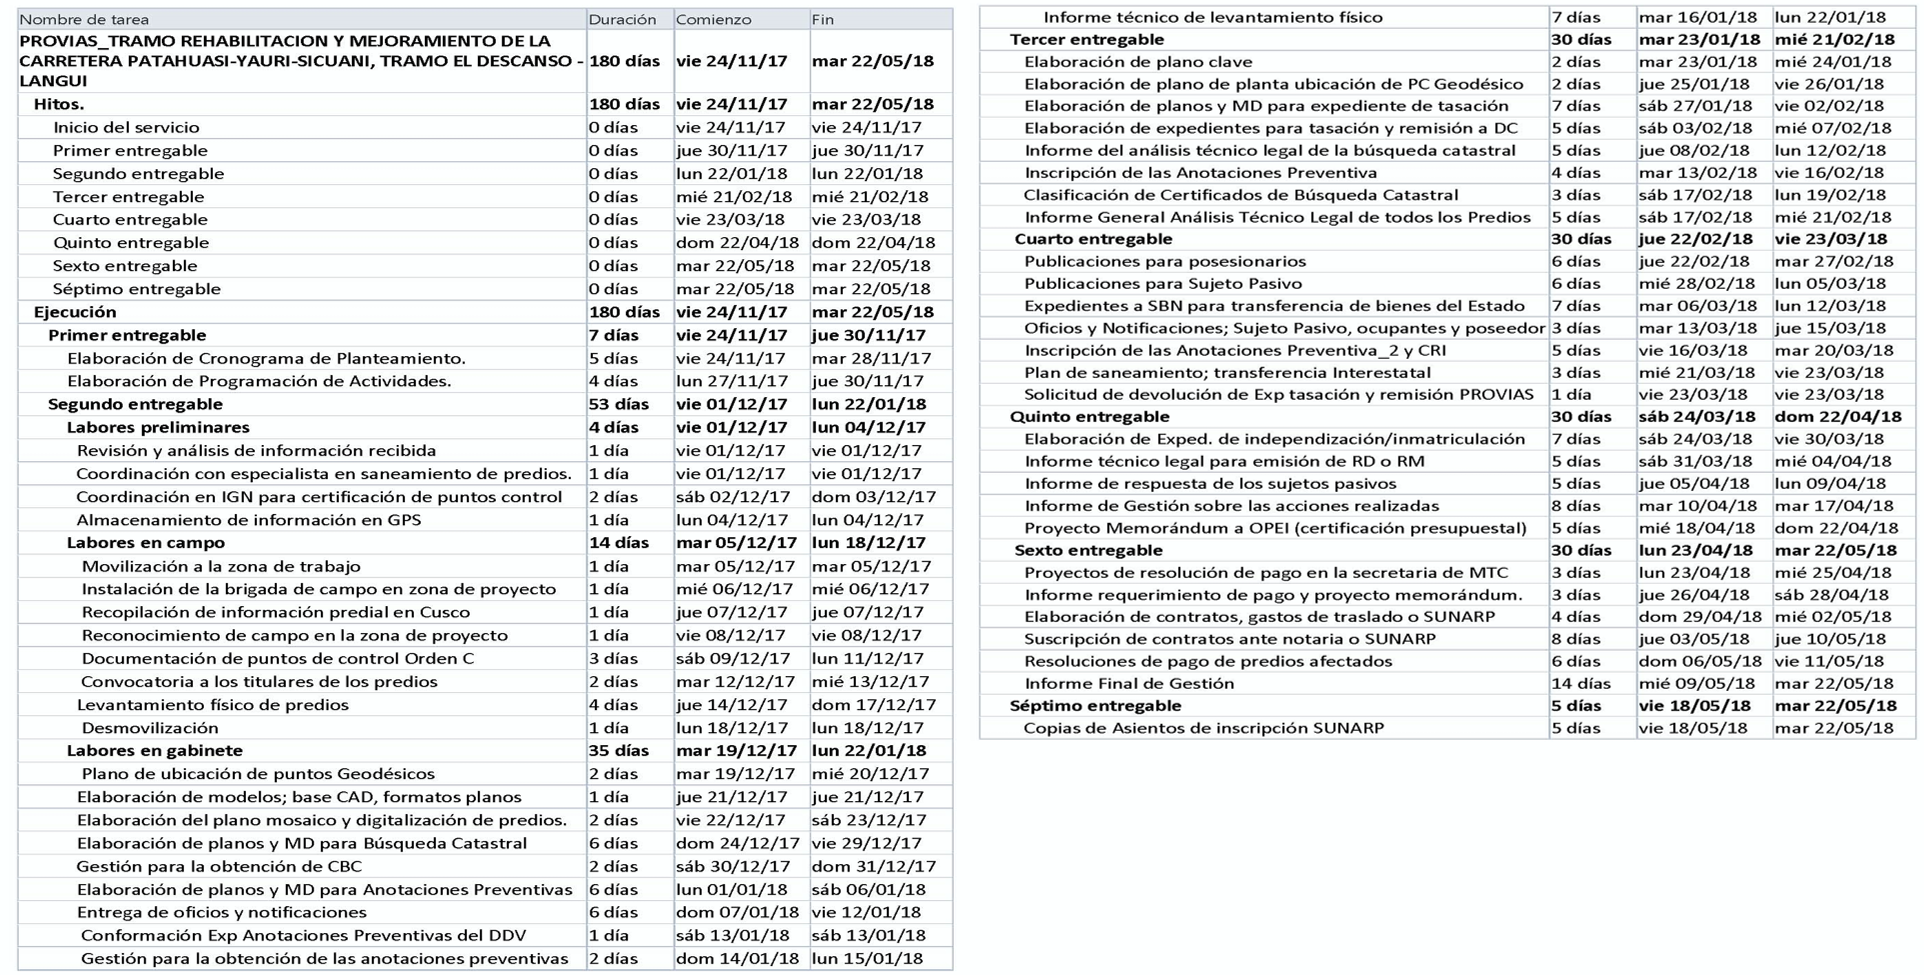 Nombre de tarea Duración Comienzo Fin
PROVIAS_TRAMO REHABILITACION Y MEJORAMIENTO DE LA
CARRETERA PATAHUASI-YAURI-SICUANI, TRAMO EL DESCANSO - 180 días vie 24/11/17 mar 22/05/18
LANGUI
Hitos. 180 días vie 24/11/17 mar 22/05/18
Inicio del servicio 0 días vie 24/11/17 vie 24/11/17
Primer entregable 0 días jue 30/11/17 jue 30/11/17
Segundo entregable 0 días lun 22/01/18 lun 22/01/18
Tercer entregable 0 días mié 21/02/18 mié 21/02/18
Cuarto entregable 0 días vie 23/03/18 vie 23/03/18
Quinto entregable 0 días dom 22/04/18 dom 22/04/18
Sexto entregable 0 días mar 22/05/18 mar 22/05/18
Séptimo entregable 0 días mar 22/05/18 mar 22/05/18
Ejecución 180 días vie 24/11/17 mar 22/05/18
Primer entregable 7 días vie 24/11/17 jue 30/11/17
Elaboración de Cronograma de Planteamiento. 5 días vie 24/11/17 mar 28/11/17
Elaboración de Programación de Actividades. 4 días lun 27/11/17 jue 30/11/17
Segundo entregable 53 días vie 01/12/17 lun 22/01/18
Labores preliminares 4 días vie 01/12/17 lun 04/12/17
Revisión y análisis de información recibida 1 día vie 01/12/17 vie 01/12/17
Coordinación con especialista en saneamiento de predios. 1 día vie 01/12/17 vie 01/12/17
Coordinación en IGN para certificación de puntos control 2 días sáb 02/12/17 dom 03/12/17
Almacenamiento de información en GPS 1 día lun 04/12/17 lun 04/12/17
Labores en campo 14 días mar 05/12/17 lun 18/12/17
Movilización a la zona de trabajo 1 día mar 05/12/17 mar 05/12/17
Instalación de la brigada de campo en zona de proyecto 1 día mié 06/12/17 mié 06/12/17
Recopilación de información predial en Cusco 1 día jue 07/12/17 jue 07/12/17
Reconocimiento de campo en la zona de proyecto 1 día vie 08/12/17 vie 08/12/17
Documentación de puntos de control Orden C 3 días sáb 09/12/17 lun 11/12/17
Convocatoria a los titulares de los predios 2 días mar 12/12/17 mié 13/12/17
Levantamiento físico de predios 4 días jue 14/12/17 dom 17/12/17
Desmovilización 1 día lun 18/12/17 lun 18/12/17
Labores en gabinete 35 días mar 19/12/17 lun 22/01/18
Plano de ubicación de puntos Geodésicos 2 días mar 19/12/17 mié 20/12/17
Elaboración de modelos; base CAD, formatos planos 1 día jue 21/12/17 jue 21/12/17
Elaboración del plano mosaico y digitalización de predios. 2 días vie 22/12/17 sáb 23/12/17
Elaboración de planos y MD para Búsqueda Catastral 6 días dom 24/12/17 vie 29/12/17
Gestión para la obtención de CBC 2 días sáb 30/12/17 dom 31/12/17
Elaboración de planos y MD para Anotaciones Preventivas 6 días lun 01/01/18 sáb 06/01/18
Entrega de oficios y notificaciones 6 días dom 07/01/18 vie 12/01/18
Conformación Exp Anotaciones Preventivas del DDV 1 día sáb 13/01/18 sáb 13/01/18
Gestión para la obtención de las anotaciones preventivas 2 días dom 14/01/18 lun 15/01/18
Informe técnico de levantamiento físico 7 días mar 16/01/18 lun 22/01/18
Tercer entregable 30 días mar 23/01/18 mié 21/02/18
Elaboración de plano clave 2 días mar 23/01/18 mié 24/01/18
Elaboración de plano de planta ubicación de PC Geodésico 2 días jue 25/01/18 vie 26/01/18
Elaboración de planos y MD para expediente de tasación 7 días sáb 27/01/18 vie 02/02/18
Elaboración de expedientes para tasación y remisión a DC 5 días sáb 03/02/18 mié 07/02/18
Informe del análisis técnico legal de la búsqueda catastral 5 días jue 08/02/18 lun 12/02/18
Inscripción de las Anotaciones Preventiva 4 días mar 13/02/18 vie 16/02/18
Clasificación de Certificados de Búsqueda Catastral 3 días sáb 17/02/18 lun 19/02/18
Informe General Análisis Técnico Legal de todos los Predios 5 días sáb 17/02/18 mié 21/02/18
Cuarto entregable 30 días jue 22/02/18 vie 23/03/18
Publicaciones para posesionarios 6 días jue 22/02/18 mar 27/02/18
Publicaciones para Sujeto Pasivo 6 días mié 28/02/18 lun 05/03/18
Expedientes a SBN para transferencia de bienes del Estado 7 días mar 06/03/18 lun 12/03/18
Oficios y Notificaciones; Sujeto Pasivo, ocupantes y poseedor 3 días mar 13/03/18 jue 15/03/18
Inscripción de las Anotaciones Preventiva_2 y CRI 5 días vie 16/03/18 mar 20/03/18
Plan de saneamiento; transferencia Interestatal 3 días mié 21/03/18 vie 23/03/18
Solicitud de devolución de Exp tasación y remisión PROVIAS 1 día vie 23/03/18 vie 23/03/18
Quinto entregable 30 días sáb 24/03/18 dom 22/04/18
Elaboración de Exped. de independización/inmatriculación 7 días sáb 24/03/18 vie 30/03/18
Informe técnico legal para emisión de RD o RM 5 días sáb 31/03/18 mié 04/04/18
Informe de respuesta de los sujetos pasivos 5 días jue 05/04/18 lun 09/04/18
Informe de Gestión sobre las acciones realizadas 8 días mar 10/04/18 mar 17/04/18
Proyecto Memorándum a OPEI (certificación presupuestal) 5 días mié 18/04/18 dom 22/04/18
Sexto entregable 30 días lun 23/04/18 mar 22/05/18
Proyectos de resolución de pago en la secretaria de MTC 3 días lun 23/04/18 mié 25/04/18
Informe requerimiento de pago y proyecto memorándum. 3 días jue 26/04/18 sáb 28/04/18
Elaboración de contratos, gastos de traslado o SUNARP 4 días dom 29/04/18 mié 02/05/18
Suscripción de contratos ante notaria o SUNARP 8 días jue 03/05/18 jue 10/05/18
Resoluciones de pago de predios afectados 6 días dom 06/05/18 vie 11/05/18
Informe Final de Gestión 14 días mié 09/05/18 mar 22/05/18
Séptimo entregable 5 días vie 18/05/18 mar 22/05/18
Copias de Asientos de inscripción SUNARP 5 días vie 18/05/18 mar 22/05/18